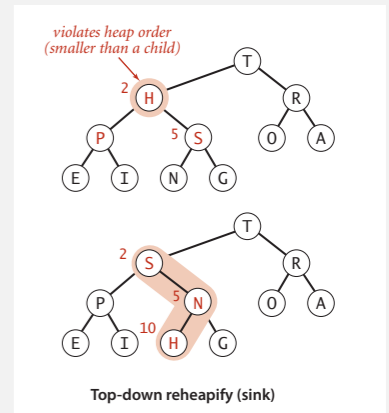 violates heap order
(smaller than a child)
T
2 H R
P 5 S O A
E I N G
T
2 S R
P 5 N O A
E I 10 H G
Top-down reheapify (sink)